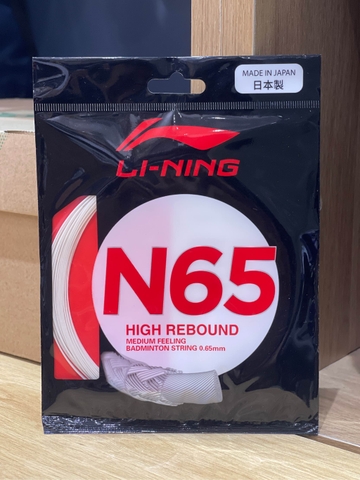 MADE IN JAPAN
日本製
LI-NING
N65
HIGH REBOUND
MEDIUM FEELING
BADMINTON STRING 0.65mm